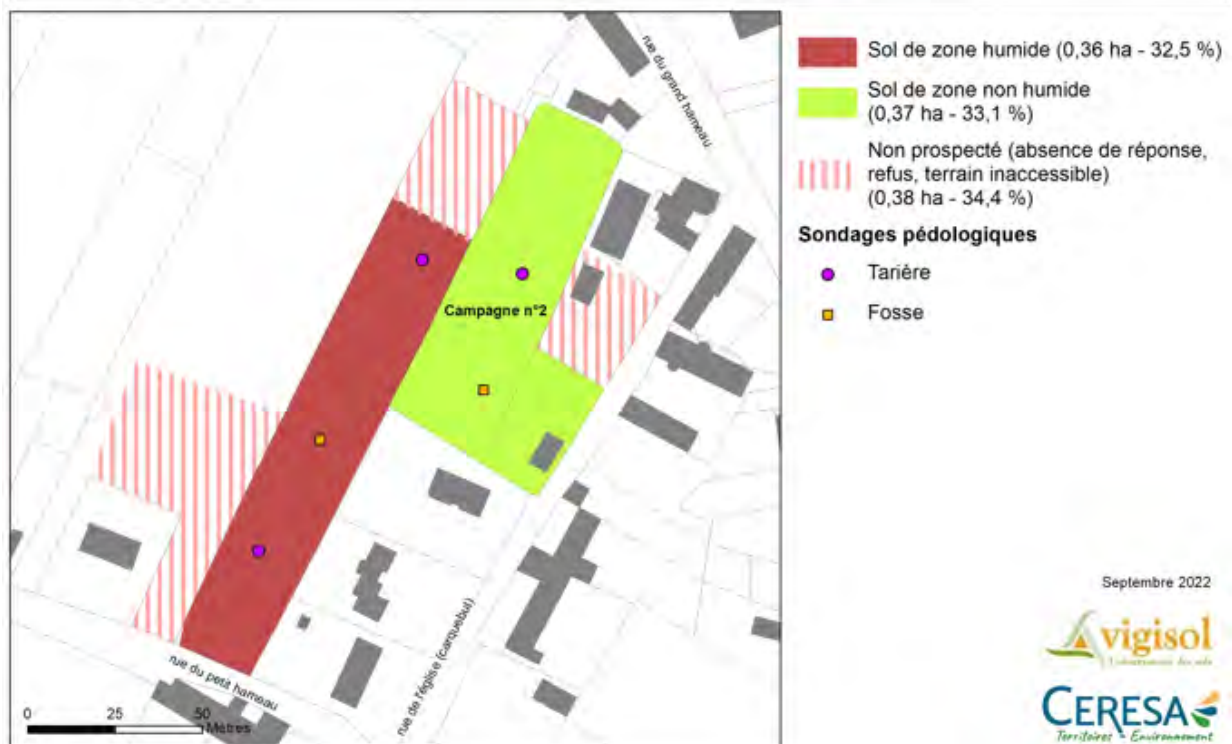 rue du grand hameau
Campagne n°2
rue du petit hameau
rue de l'église (carquebut)
0 25 50
Mètres
Sol de zone humide (0,36 ha - 32,5 %)
Sol de zone non humide
(0,37 ha - 33,1 %)
Non prospecté (absence de réponse,
refus, terrain inaccessible)
(0,38 ha - 34,4 %)
Sondages pédologiques
Tarière
Fosse
Septembre 2022
vigisol
CERESA
Territoires - Environnement